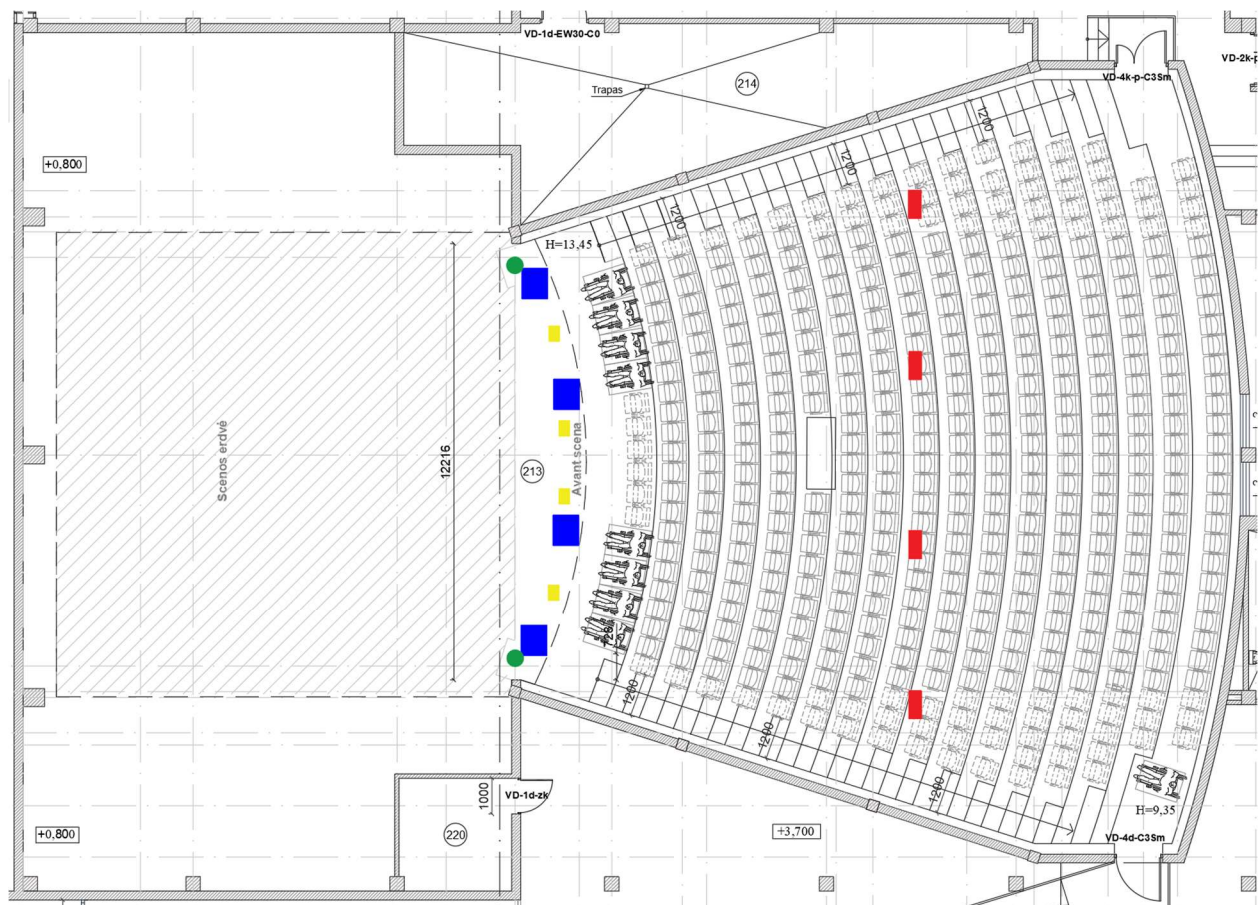 VD-1d-EW30-C0
Trapas
214
VD-4k-p-C3Sm
+0,800
H=13,45
1200
1200
1200
Scenos erdvė
12216
213
Avant scena
1200
1200
1200
1000
VD-1d-zk
220
+0,800
+3,700
H=9,35
VD-4d-C3Sm